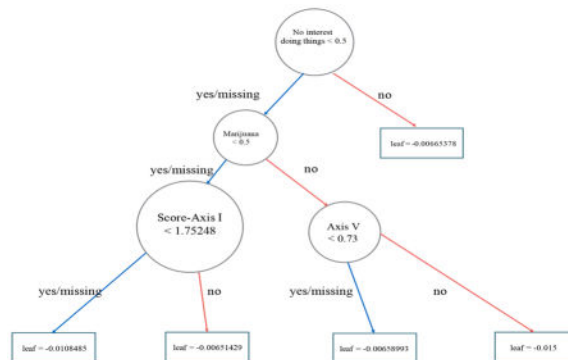 No interest
doing things < 0.5
yes/missing
no
Marijuana
< 0.5
leaf = -0.00665378
yes/missing
no
Score-Axis I
< 1.75248
Axis V
< 0.73
yes/missing
no
yes/missing
no
leaf = -0.0108485
leaf = -0.00651429
leaf = -0.00658993
leaf = -0.015